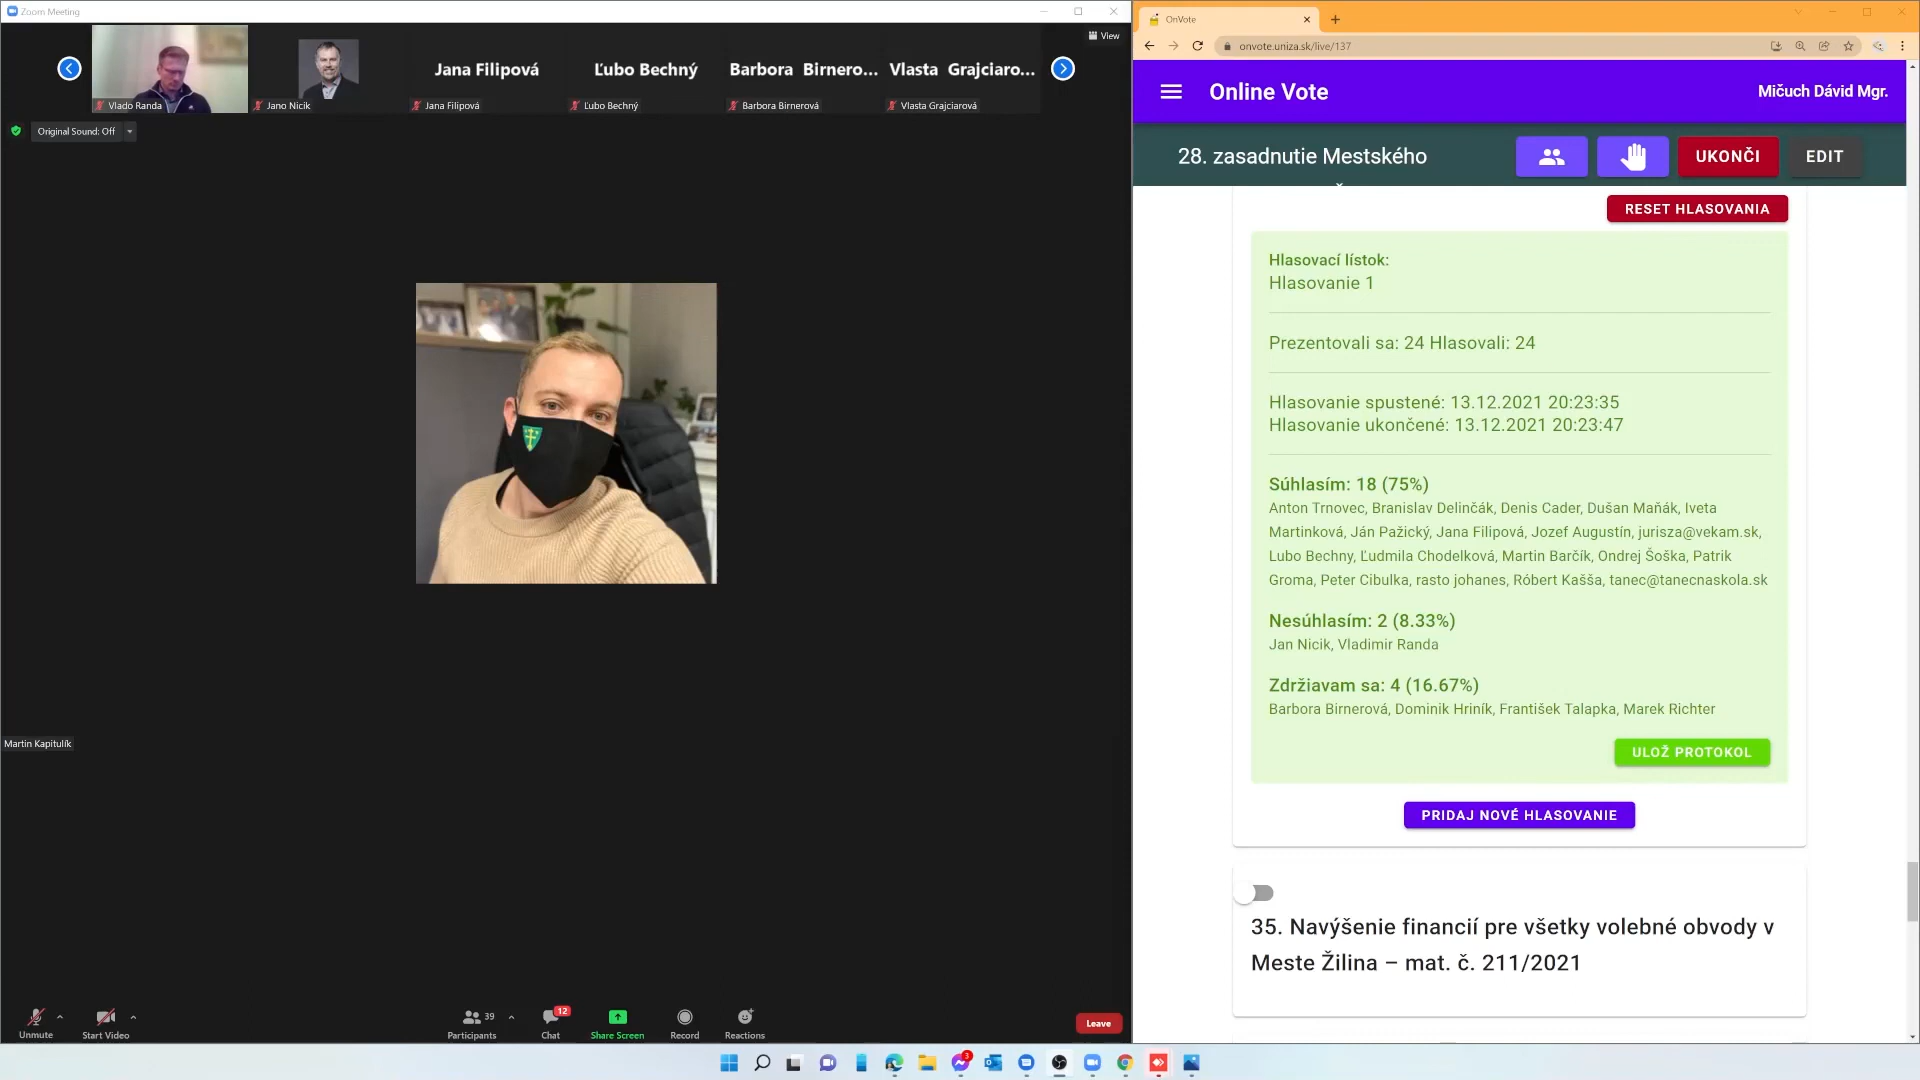 Zoom Meeting
View
Jana Filipová
Ľubo Bechný
Barbora Birnero...
Vlasta Grajciaro...
Vlado Randa
Jano Nicik
Jana Filipová
Ľubo Bechný
Barbora Birnerová
Vlasta Grajciarová
Original Sound: Off
Martin Kapitulík
Unmute
Start Video
39
Participants
12
Chat
Share Screen
Record
Reactions
Leave
OnVote
onvote.uniza.sk/live/137
Online Vote
Mičuch Dávid Mgr.
28. zasadnutie Mestského
UKONČI
EDIT
RESET HLASOVANIA
Hlasovací lístok:
Hlasovanie 1
Prezentovali sa: 24 Hlasovali: 24
Hlasovanie spustené: 13.12.2021 20:23:35
Hlasovanie ukončené: 13.12.2021 20:23:47
Súhlasím: 18 (75%)
Anton Trnovec, Branislav Delinčák, Denis Cader, Dušan Maňák, Iveta
Martinková, Ján Pažický, Jana Filipová, Jozef Augustín, jurisza@vekam.sk,
Lubo Bechny, Ľudmila Chodelková, Martin Barčík, Ondrej Šoška, Patrik
Groma, Peter Cibulka, rasto johanes, Róbert Kašša, tanec@tanecnaskola.sk
Nesúhlasím: 2 (8.33%)
Jan Nicik, Vladimir Randa
Zdržiavam sa: 4 (16.67%)
Barbora Birnerová, Dominik Hriník, František Talapka, Marek Richter
ULOŽ PROTOKOL
PRIDAJ NOVÉ HLASOVANIE
35. Navýšenie financií pre všetky volebné obvody v
Meste Žilina – mat. č. 211/2021
3